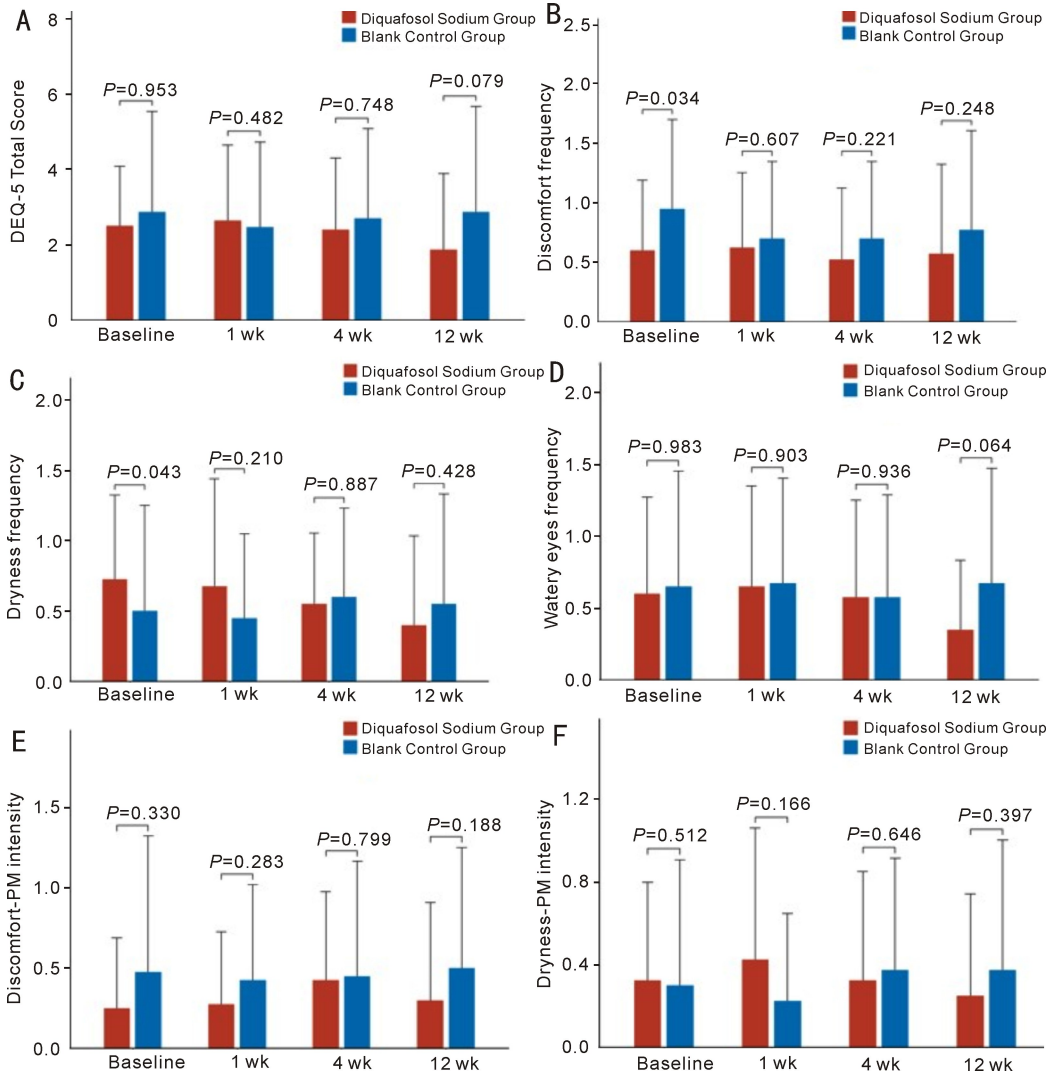 A
Diquafosol Sodium Group
Blank Control Group
DEQ-5 Total Score
8
6
4
2
0
P=0.953
P=0.482
P=0.748
P=0.079
Baseline
1 wk
4 wk
12 wk
B
Diquafosol Sodium Group
Blank Control Group
Discomfort frequency
2.5
2.0
1.5
1.0
0.5
0.0
P=0.034
P=0.607
P=0.221
P=0.248
Baseline
1 wk
4 wk
12 wk
C
Diquafosol Sodium Group
Blank Control Group
Dryness frequency
2.0
1.5
1.0
0.5
0.0
P=0.043
P=0.210
P=0.887
P=0.428
Baseline
1 wk
4 wk
12 wk
D
Diquafosol Sodium Group
Blank Control Group
Watery eyes frequency
2.0
1.5
1.0
0.5
0.0
P=0.983
P=0.903
P=0.936
P=0.064
Baseline
1 wk
4 wk
12 wk
E
Diquafosol Sodium Group
Blank Control Group
Discomfort-PM intensity
1.5
1.0
0.5
0.0
P=0.330
P=0.283
P=0.799
P=0.188
Baseline
1 wk
4 wk
12 wk
F
Diquafosol Sodium Group
Blank Control Group
Dryness-PM intensity
1.2
0.8
0.4
0.0
P=0.512
P=0.166
P=0.646
P=0.397
Baseline
1 wk
4 wk
12 wk